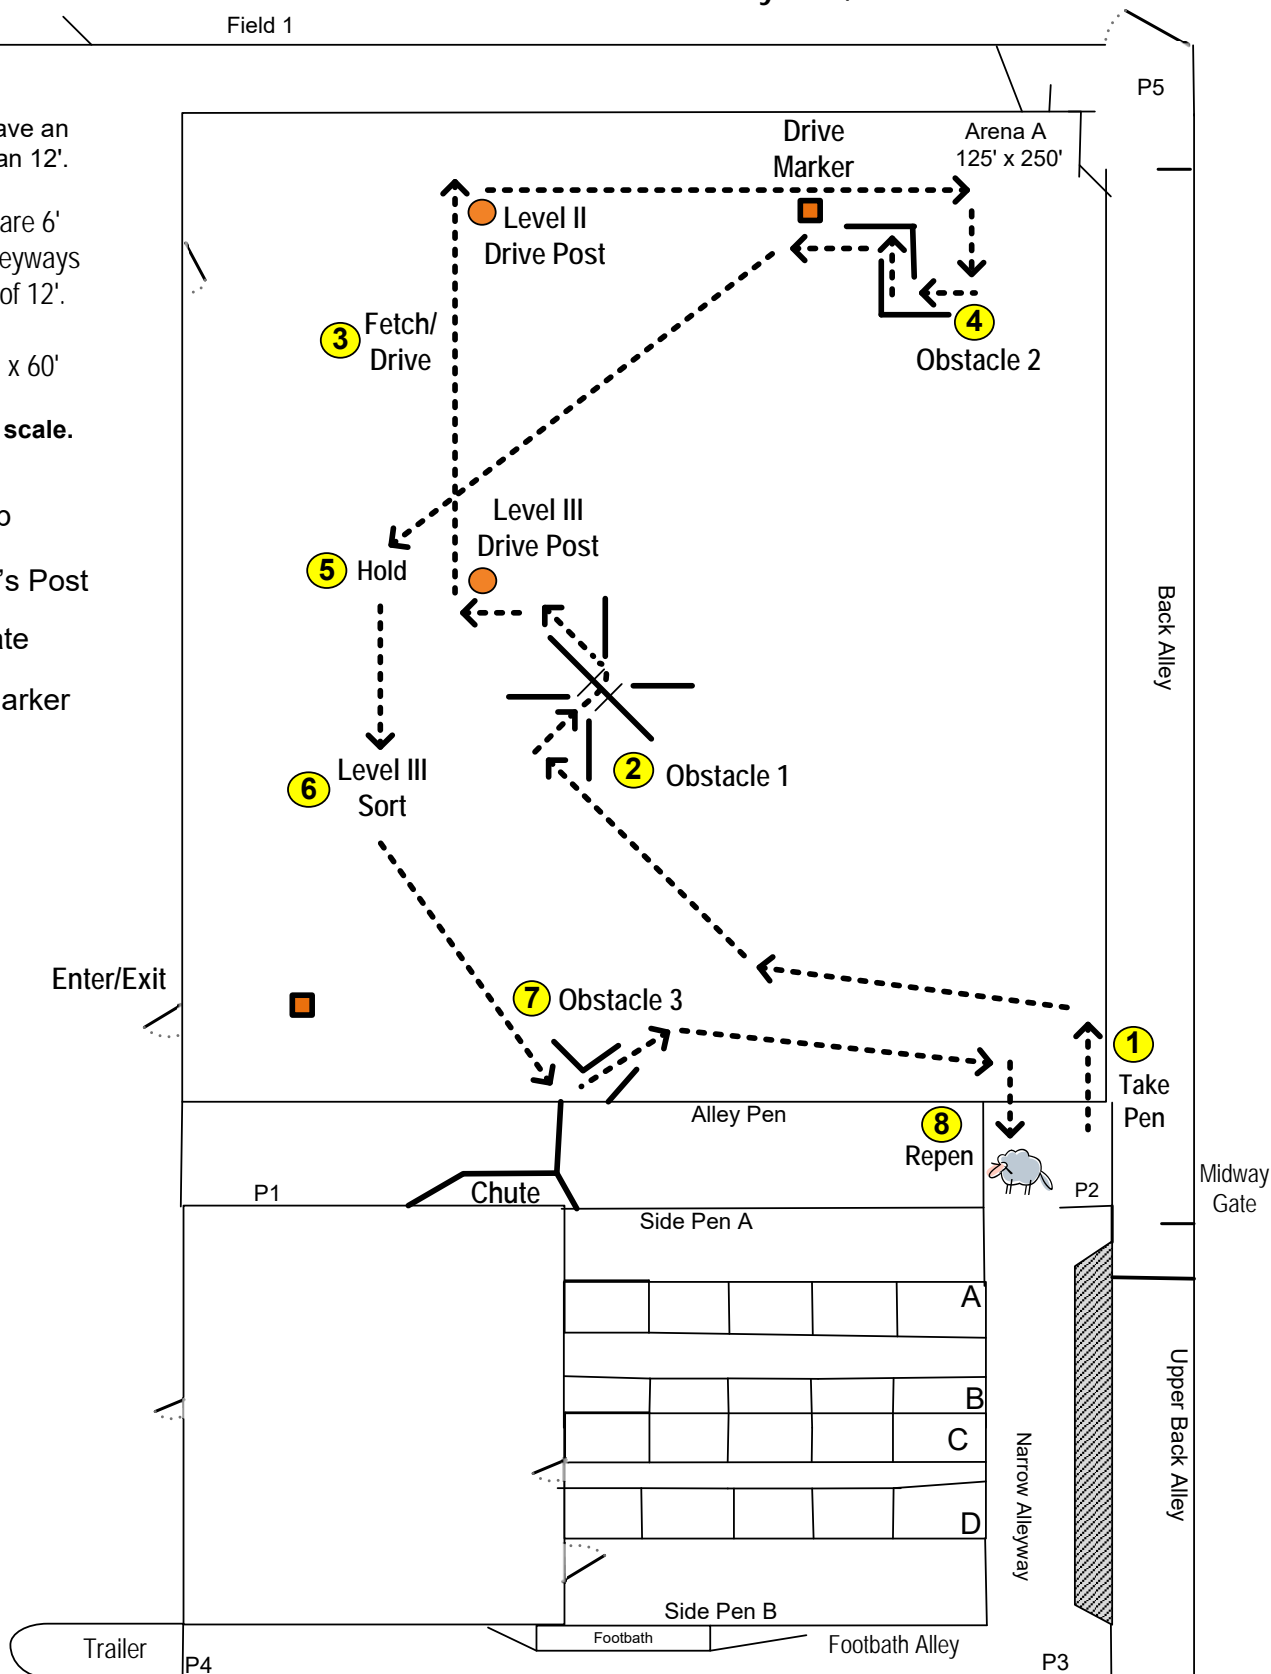 Field 1
P5
ave an
an 12'.
are 6'
eyways
of 12'.
x 60'
scale.
's Post
ate
arker
Drive
Marker
Arena A
125' x 250'
Level II
Drive Post
3 Fetch/
Drive
4
Obstacle 2
Level III
Drive Post
5 Hold
Back Alley
6 Level III
Sort
2 Obstacle 1
Enter/Exit
7 Obstacle 3
1
Take
Pen
Alley Pen
8
Repen
P1
Chute
P2
Midway
Gate
Side Pen A
A
B
C
D
Narrow Alleyway
Upper Back Alley
Side Pen B
Trailer
P4
Footbath
Footbath Alley
P3